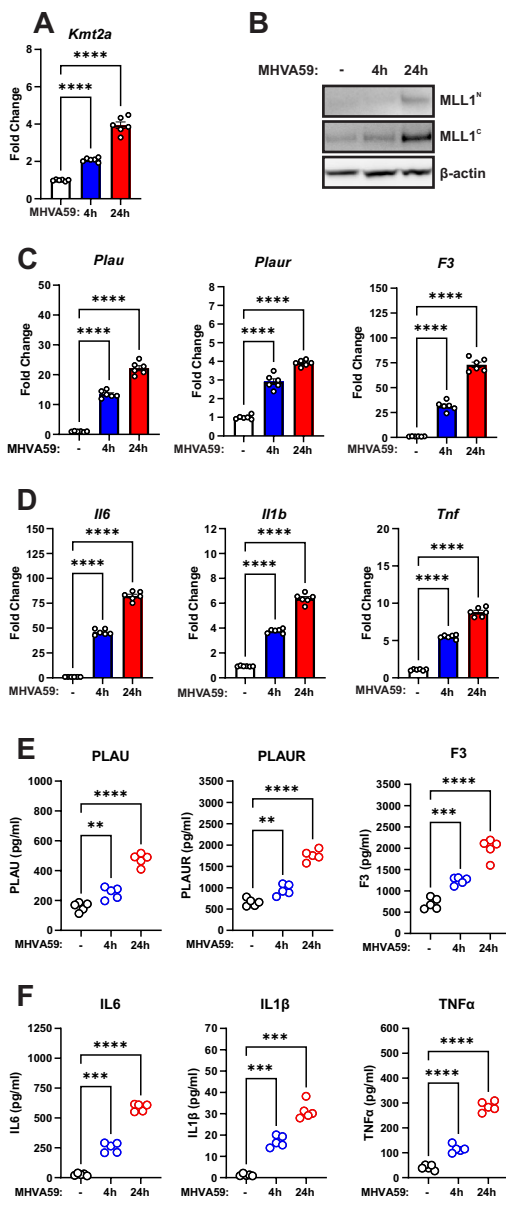 A
Kmt2a
Fold Change
8
6
4
2
0
****
****
MHVA59: - 4h 24h
B
MHVA59: - 4h 24h
MLL1ᴺ
MLL1ᶜ
β-actin
C
Plau
Fold Change
50
40
30
20
10
0
****
****
MHVA59: - 4h 24h
Plaur
Fold Change
8
7
6
5
4
3
2
1
0
****
****
- 4h 24h
F3
Fold Change
150
125
100
75
50
25
0
****
****
- 4h 24h
D
Il6
Fold Change
150
125
100
75
50
25
0
****
****
MHVA59: - 4h 24h
Il1b
Fold Change
12
10
8
6
4
2
0
****
****
- 4h 24h
Tnf
Fold Change
20
15
10
5
0
****
****
- 4h 24h
E
PLAU
PLAU (pg/ml)
1000
800
600
400
200
0
****
**
MHVA59: - 4h 24h
PLAUR
PLAUR (pg/ml)
3500
3000
2500
2000
1500
1000
500
0
****
**
- 4h 24h
F3
F3 (pg/ml)
3500
3000
2500
2000
1500
1000
500
0
****
***
- 4h 24h
F
IL6
IL6 (pg/ml)
1250
1000
750
500
250
0
****
***
MHVA59: - 4h 24h
IL1β
IL1β (pg/ml)
70
60
50
40
30
20
10
0
***
***
- 4h 24h
TNFα
TNFα (pg/ml)
600
500
400
300
200
100
0
****
****
- 4h 24h